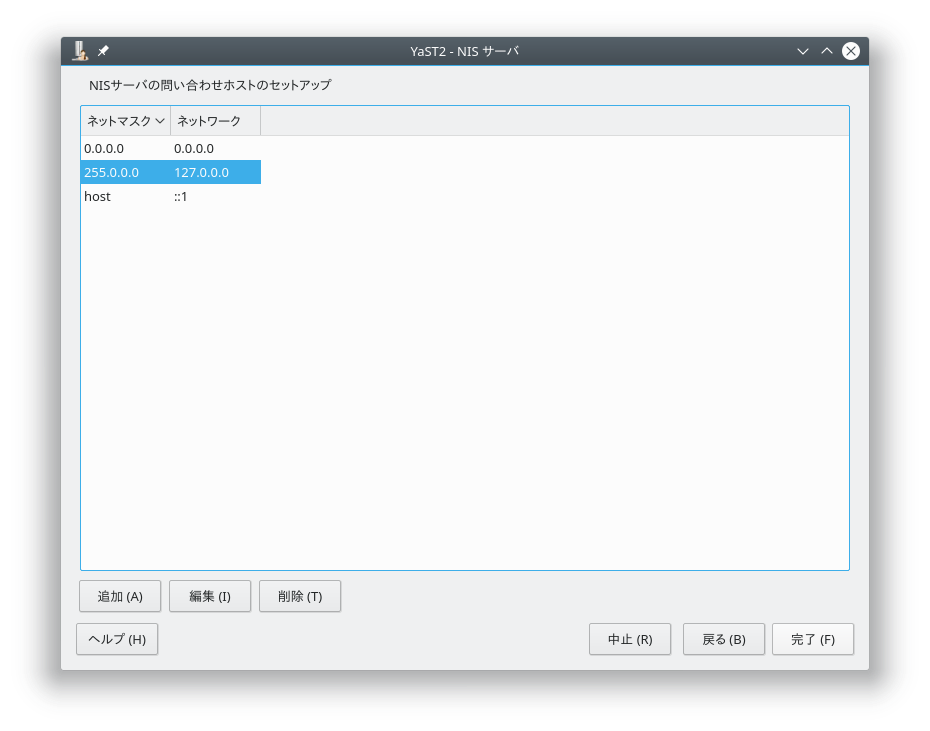 YaST2 - NIS サーバ
NISサーバの問い合わせホストのセットアップ
ネットマスク ネットワーク
0.0.0.0 0.0.0.0
255.0.0.0 127.0.0.0
host ::1
追加 (A) 編集 (I) 削除 (T)
ヘルプ (H) 中止 (R) 戻る (B) 完了 (F)